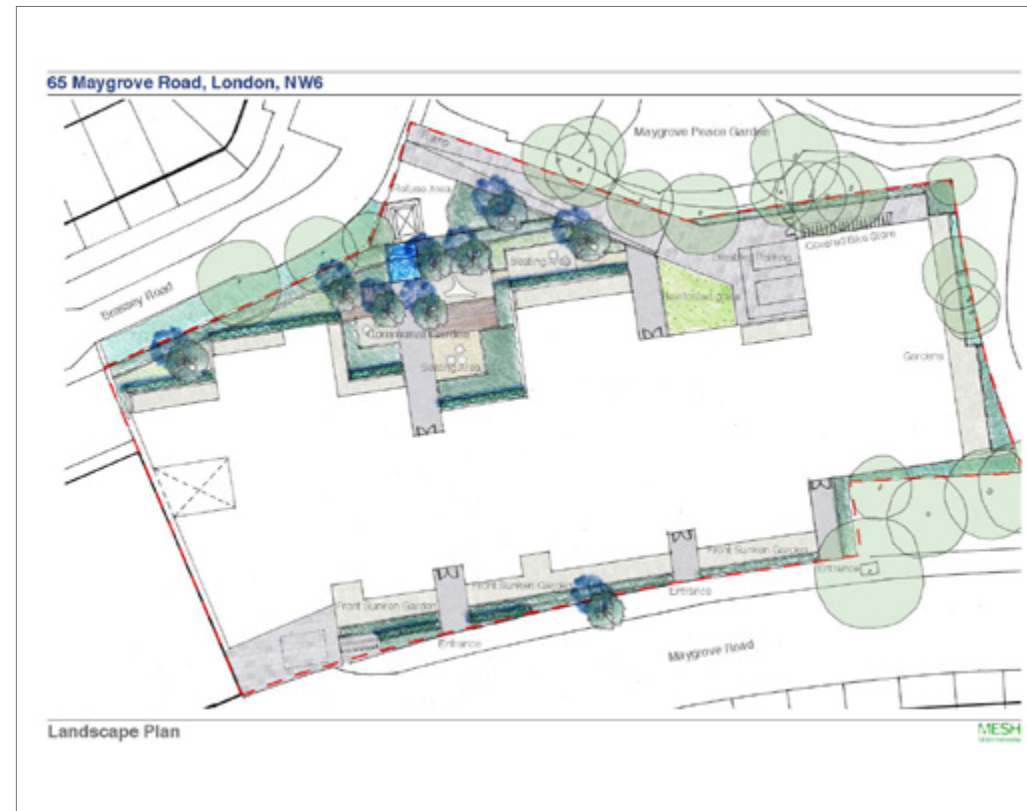 65 Maygrove Road, London, NW6
Maygrove Peace Garden
Refuse Area
Brassey Road
Seating Area
Covered Bike Store
Disabled Parking
Reinforced grass
Communal Gardens
Seating Area
Gardens
Front Sunken Garden
Front Sunken Garden
Front Sunken Garden
Entrance
Entrance
Entrance
Maygrove Road
Landscape Plan
MESH